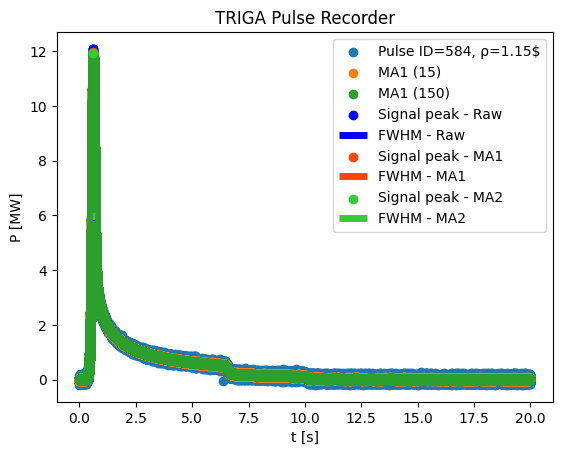 TRIGA Pulse Recorder
12
10
8
6
4
2
0
P [MW]
Pulse ID=584, ρ=1.15$
MA1 (15)
MA1 (150)
Signal peak - Raw
FWHM - Raw
Signal peak - MA1
FWHM - MA1
Signal peak - MA2
FWHM - MA2
0.0 2.5 5.0 7.5 10.0 12.5 15.0 17.5 20.0
t [s]